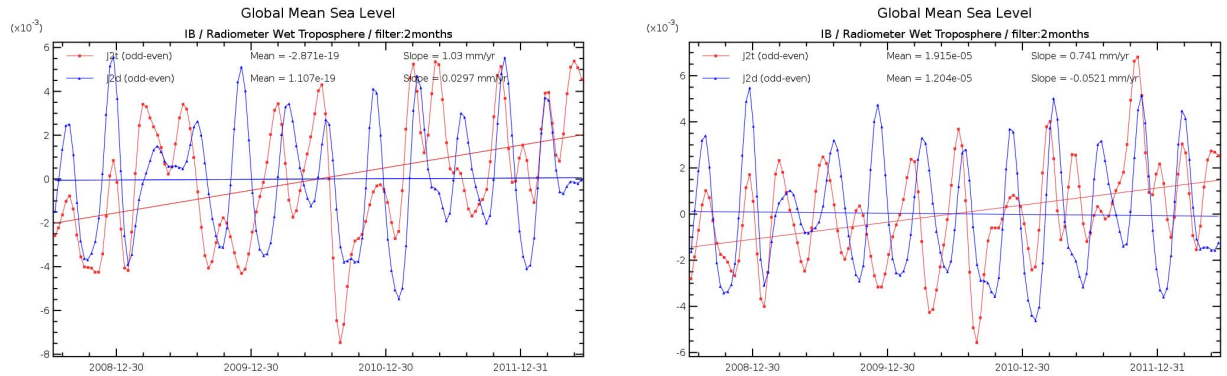 Global Mean Sea Level
(x10⁻³)
IB / Radiometer Wet Troposphere / filter:2months
J2t (odd-even) Mean = -2.871e-19 Slope = 1.03 mm/yr
J2d (odd-even) Mean = 1.107e-19 Slope = 0.0297 mm/yr
6
4
2
0
-2
-4
-6
-8
2008-12-30 2009-12-30 2010-12-30 2011-12-31
Global Mean Sea Level
(x10⁻³)
IB / Radiometer Wet Troposphere / filter:2months
J2t (odd-even) Mean = 1.915e-05 Slope = 0.741 mm/yr
J2d (odd-even) Mean = 1.204e-05 Slope = -0.0521 mm/yr
6
4
2
0
-2
-4
-6
2008-12-30 2009-12-30 2010-12-30 2011-12-31